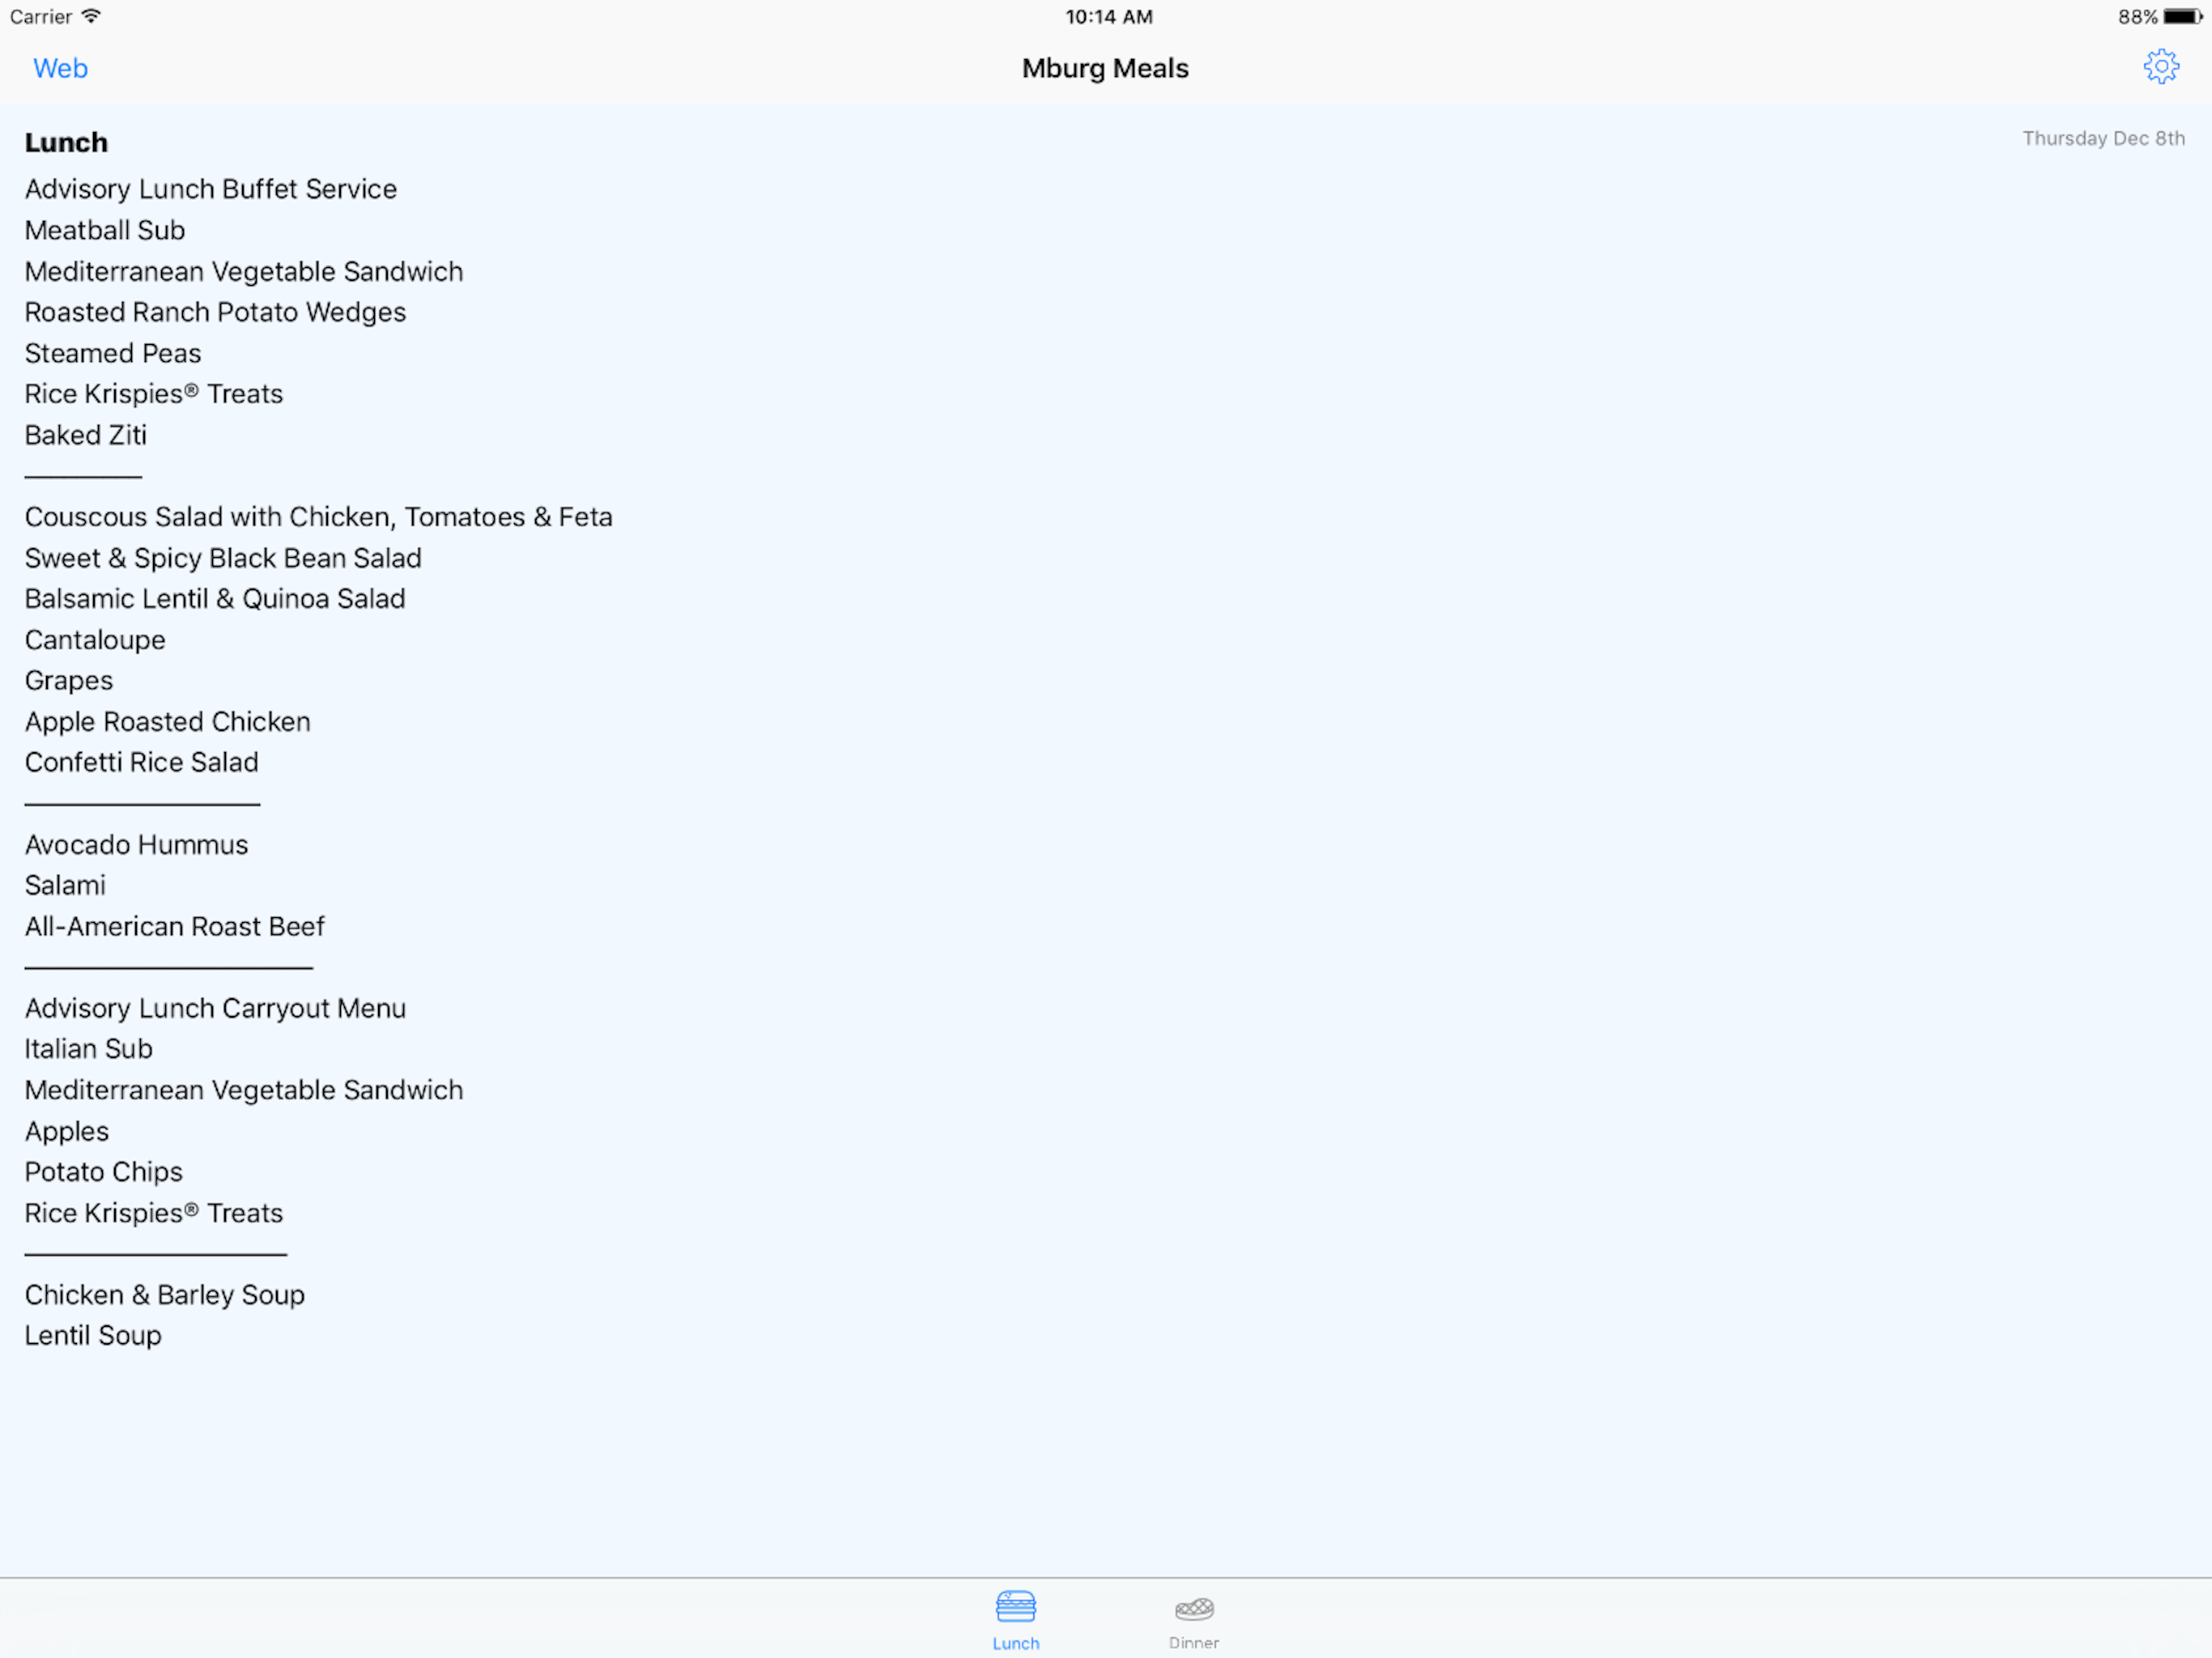 Carrier
10:14 AM
88%
Web
Mburg Meals
Lunch
Thursday Dec 8th
Advisory Lunch Buffet Service
Meatball Sub
Mediterranean Vegetable Sandwich
Roasted Ranch Potato Wedges
Steamed Peas
Rice Krispies® Treats
Baked Ziti
Couscous Salad with Chicken, Tomatoes & Feta
Sweet & Spicy Black Bean Salad
Balsamic Lentil & Quinoa Salad
Cantaloupe
Grapes
Apple Roasted Chicken
Confetti Rice Salad
Avocado Hummus
Salami
All-American Roast Beef
Advisory Lunch Carryout Menu
Italian Sub
Mediterranean Vegetable Sandwich
Apples
Potato Chips
Rice Krispies® Treats
Chicken & Barley Soup
Lentil Soup
Lunch
Dinner